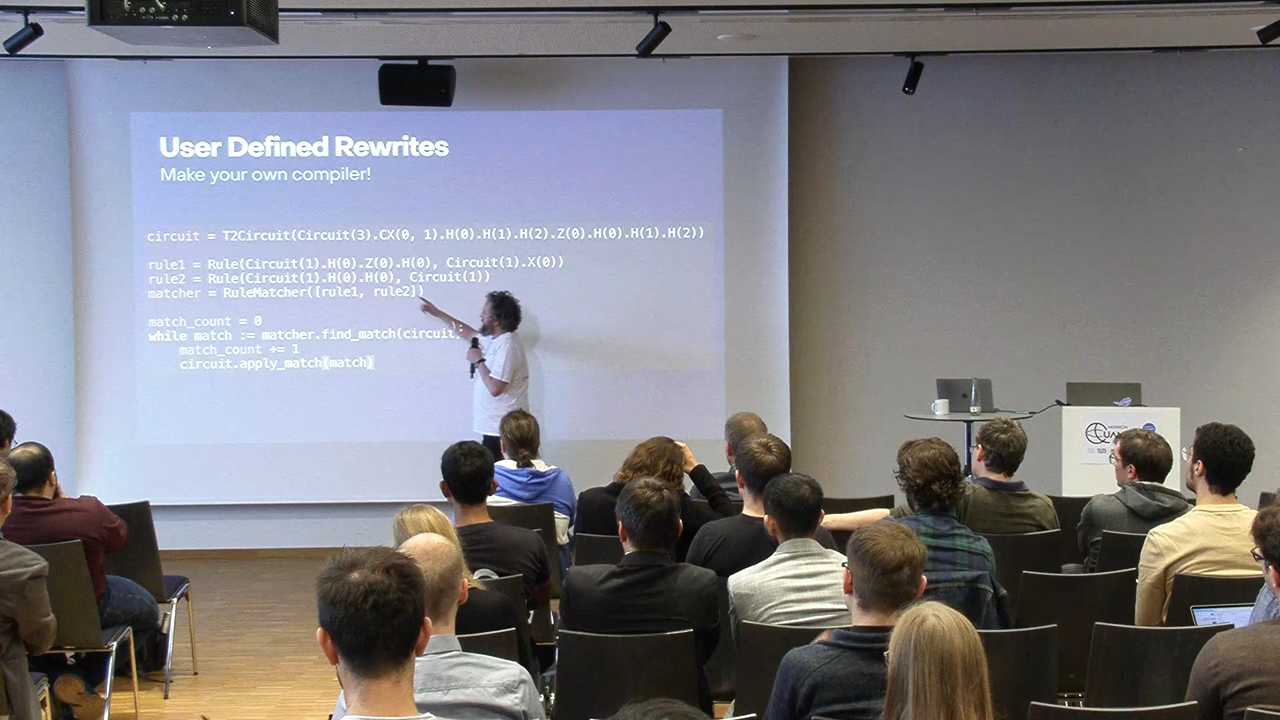 User Defined Rewrites
Make your own compiler!
circuit = T2Circuit(Circuit(3).CX(0, 1).H(0).H(1).H(2).Z(0).H(0).H(1).H(2))
rule1 = Rule(Circuit(1).H(0).Z(0).H(0), Circuit(1).X(0))
rule2 = Rule(Circuit(1).H(0).H(0), Circuit(1))
matcher = RuleMatcher([rule1, rule2])
match_count = 0
while match := matcher.find_match(circuit
match_count += 1
circuit.apply_match(match)
MUNICH